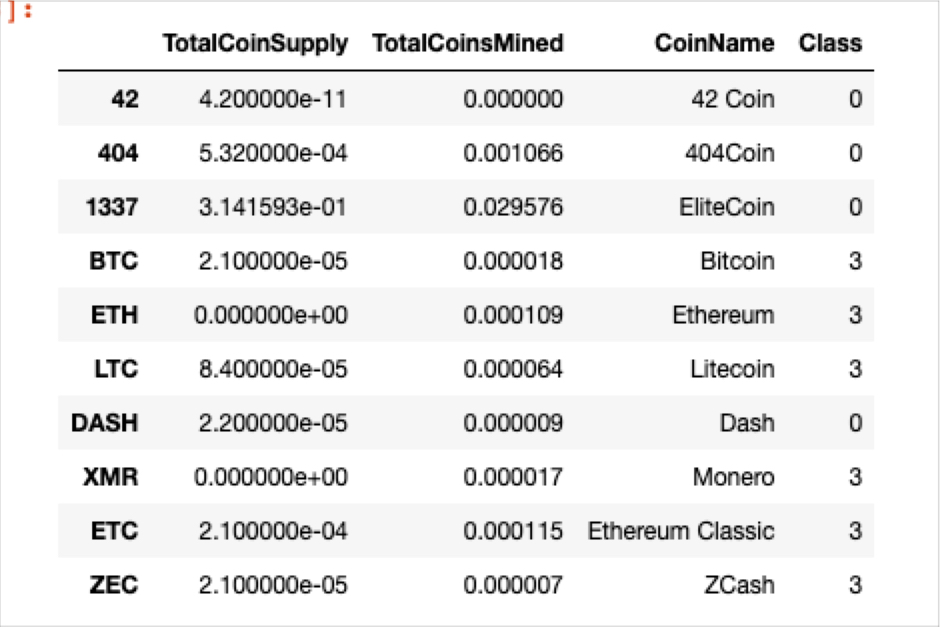 ]:
TotalCoinSupply TotalCoinsMined CoinName Class
42 4.200000e-11 0.000000 42 Coin 0
404 5.320000e-04 0.001066 404Coin 0
1337 3.141593e-01 0.029576 EliteCoin 0
BTC 2.100000e-05 0.000018 Bitcoin 3
ETH 0.000000e+00 0.000109 Ethereum 3
LTC 8.400000e-05 0.000064 Litecoin 3
DASH 2.200000e-05 0.000009 Dash 0
XMR 0.000000e+00 0.000017 Monero 3
ETC 2.100000e-04 0.000115 Ethereum Classic 3
ZEC 2.100000e-05 0.000007 ZCash 3